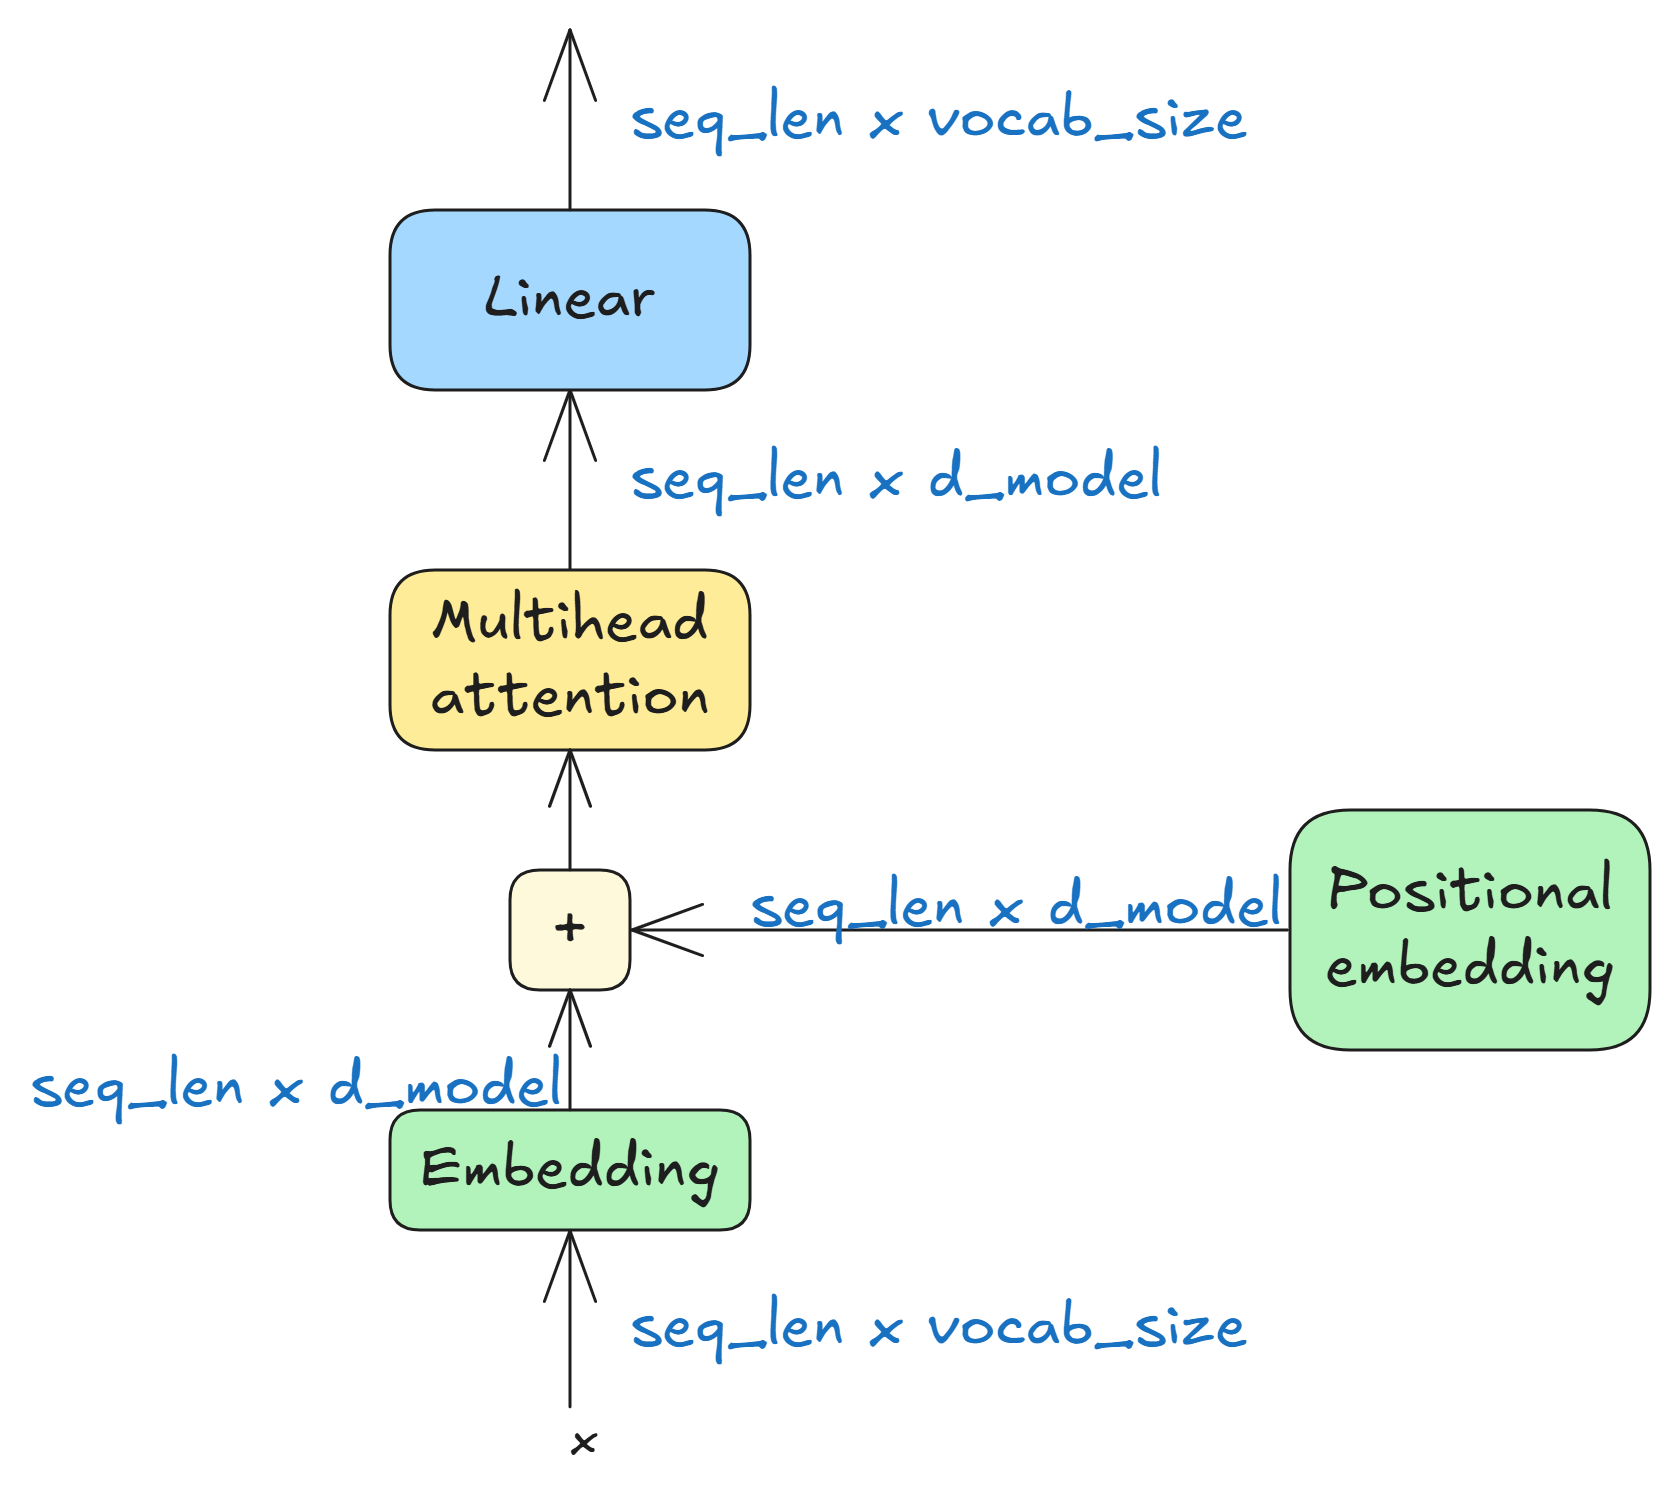 seq_len x vocab_size
Linear
seq_len x d_model
Multihead
attention
+
seq_len x d_model
Positional
embedding
seq_len x d_model
Embedding
seq_len x vocab_size
x